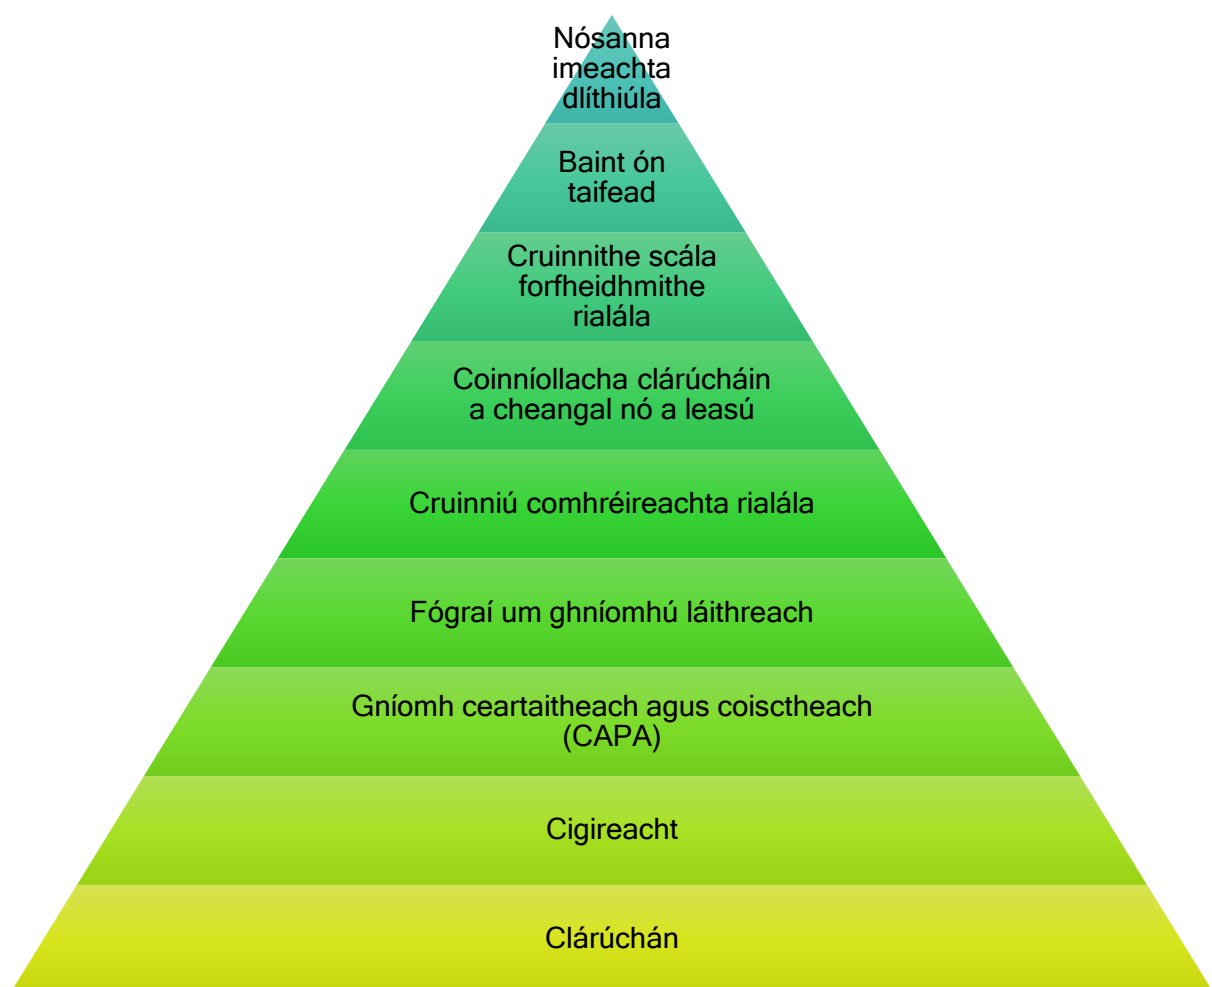 Nósanna
imeachta
dlíthiúla
Baint ón
taifead
Cruinnithe scála
forfheidhmithe
rialála
Coinníollacha clárúcháin
a cheangal nó a leasú
Cruinniú comhréireachta rialála
Fógraí um ghníomhú láithreach
Gníomh ceartaitheach agus coisctheach
(CAPA)
Cigireacht
Clárúchán